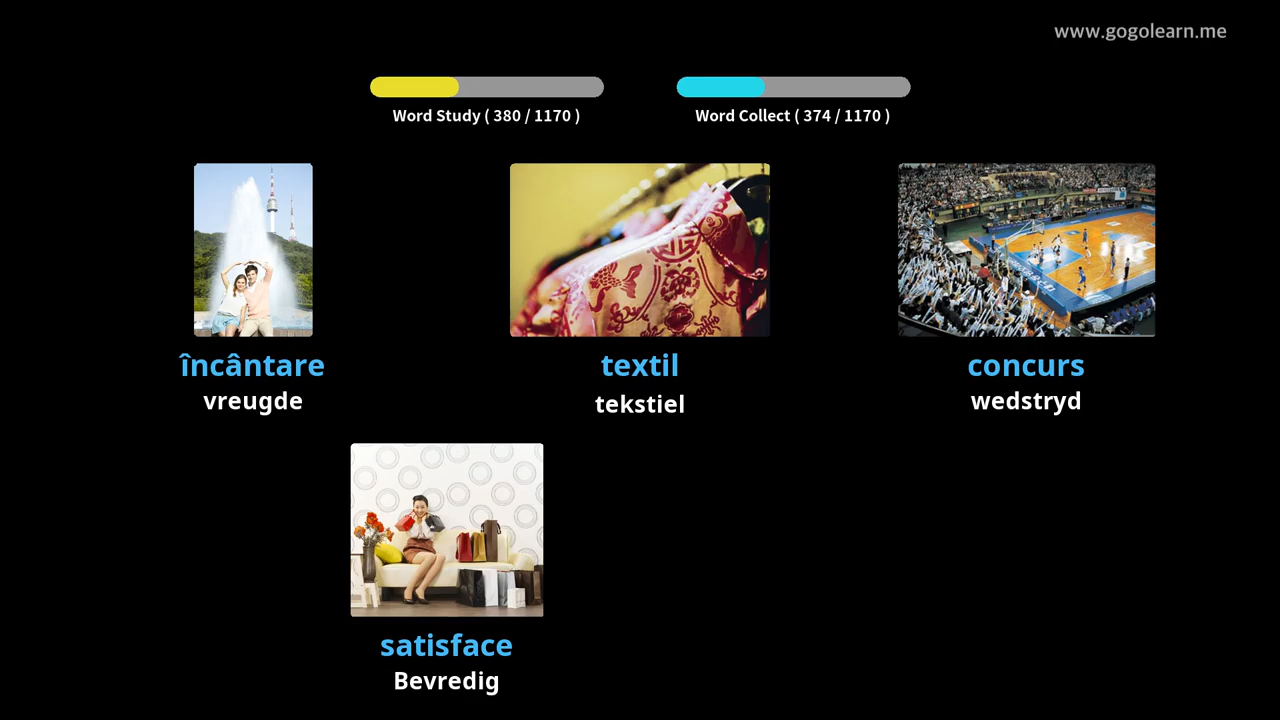 www.gogolearn.me
Word Study ( 380 / 1170 )
Word Collect ( 374 / 1170 )
încântare
vreugde
textil
tekstiel
concurs
wedstryd
satisface
Bevredig